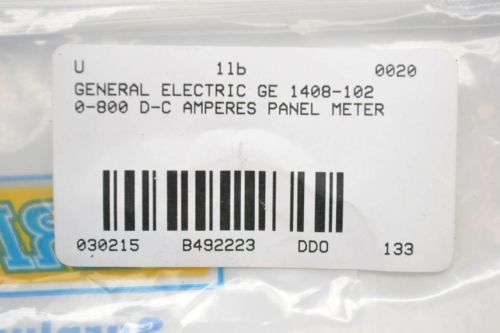 U 1lb 0020
GENERAL ELECTRIC GE 1408-102
0-800 D-C AMPERES PANEL METER
030215 B492223 DDO 133